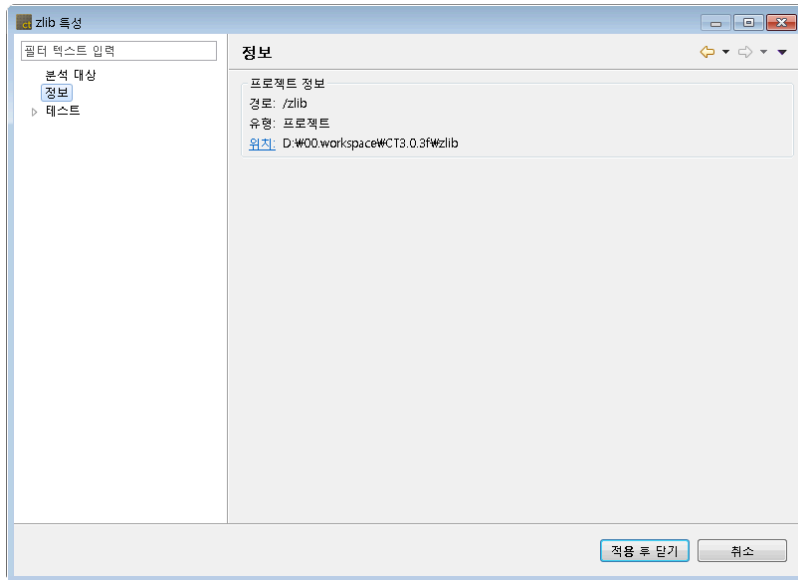 ct zlib 특성
필터 텍스트 입력
분석 대상
정보
테스트
정보
프로젝트 정보
경로: /zlib
유형: 프로젝트
위치: D:₩00.workspace₩CT3.0.3f₩zlib
적용 후 닫기
취소